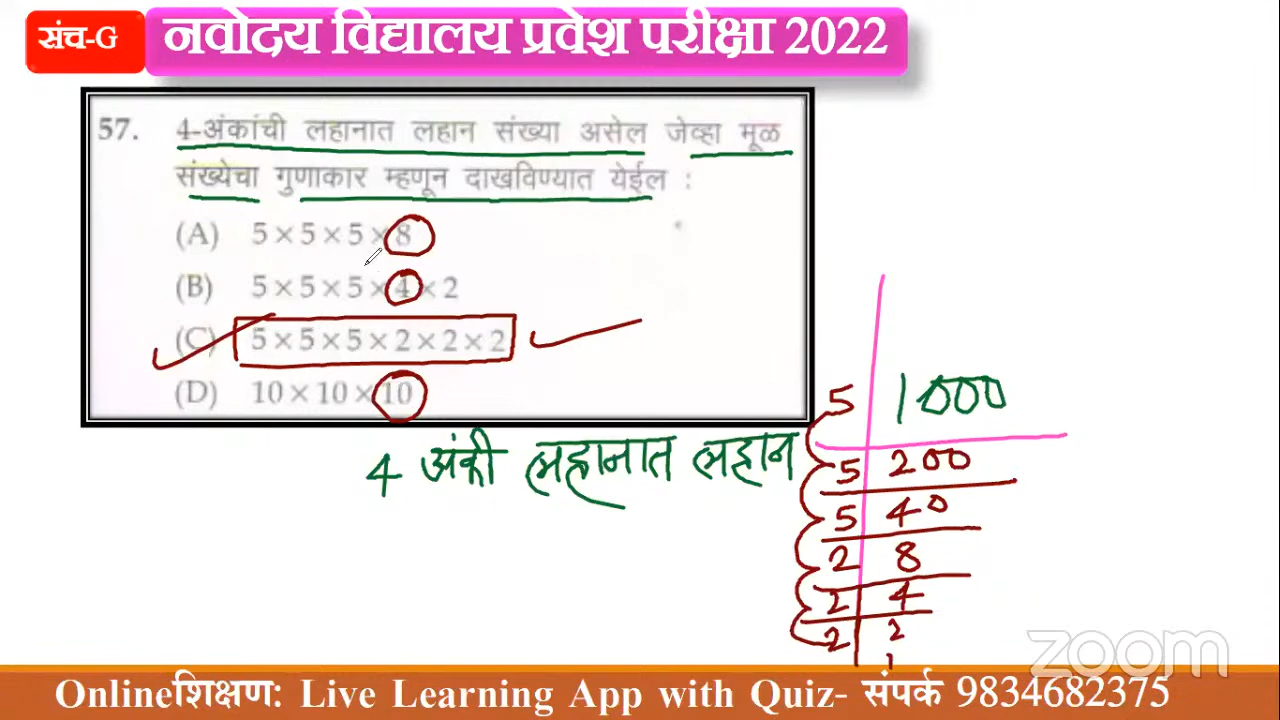 संच-G
नवोदय विद्यालय प्रवेश परीक्षा 2022
57. 4-अंकांची लहानात लहान संख्या असेल जेव्हा मूळ
संख्येचा गुणाकार म्हणून दाखविण्यात येईल :
(A) 5 × 5 × 5 × 8
(B) 5 × 5 × 5 × 4 × 2
(C) 5 × 5 × 5 × 2 × 2 × 2
(D) 10 × 10 × 10
4 अंकी लहानात लहान
5 1000
5 200
5 40
2 8
2 4
2 2
1
zoom
Onlineशिक्षण: Live Learning App with Quiz- संपर्क 9834682375